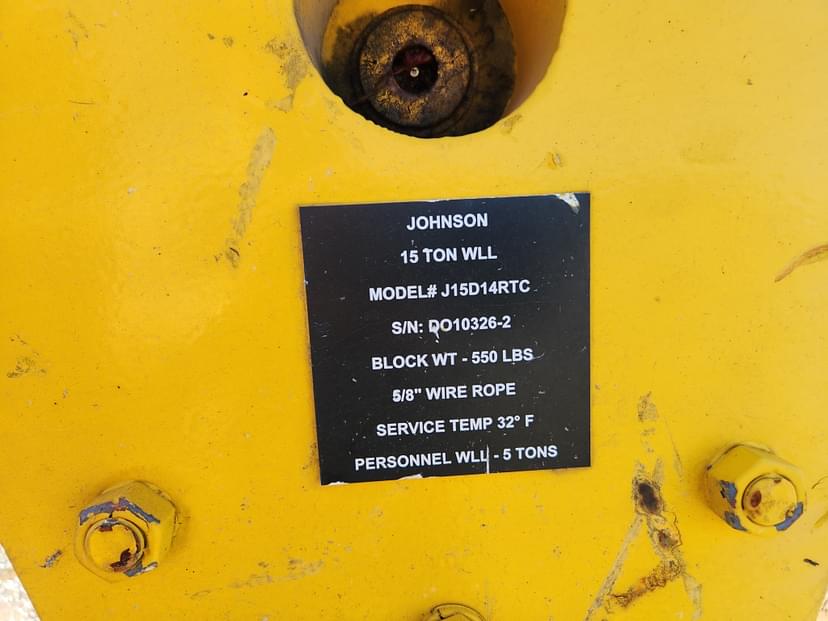 JOHNSON
15 TON WLL
MODEL# J15D14RTC
S/N: DO10326-2
BLOCK WT - 550 LBS
5/8" WIRE ROPE
SERVICE TEMP 32° F
PERSONNEL WLL - 5 TONS